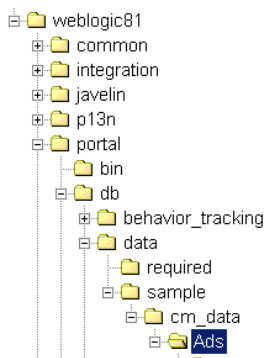 weblogic81
common
integration
javelin
p13n
portal
bin
db
behavior_tracking
data
required
sample
cm_data
Ads